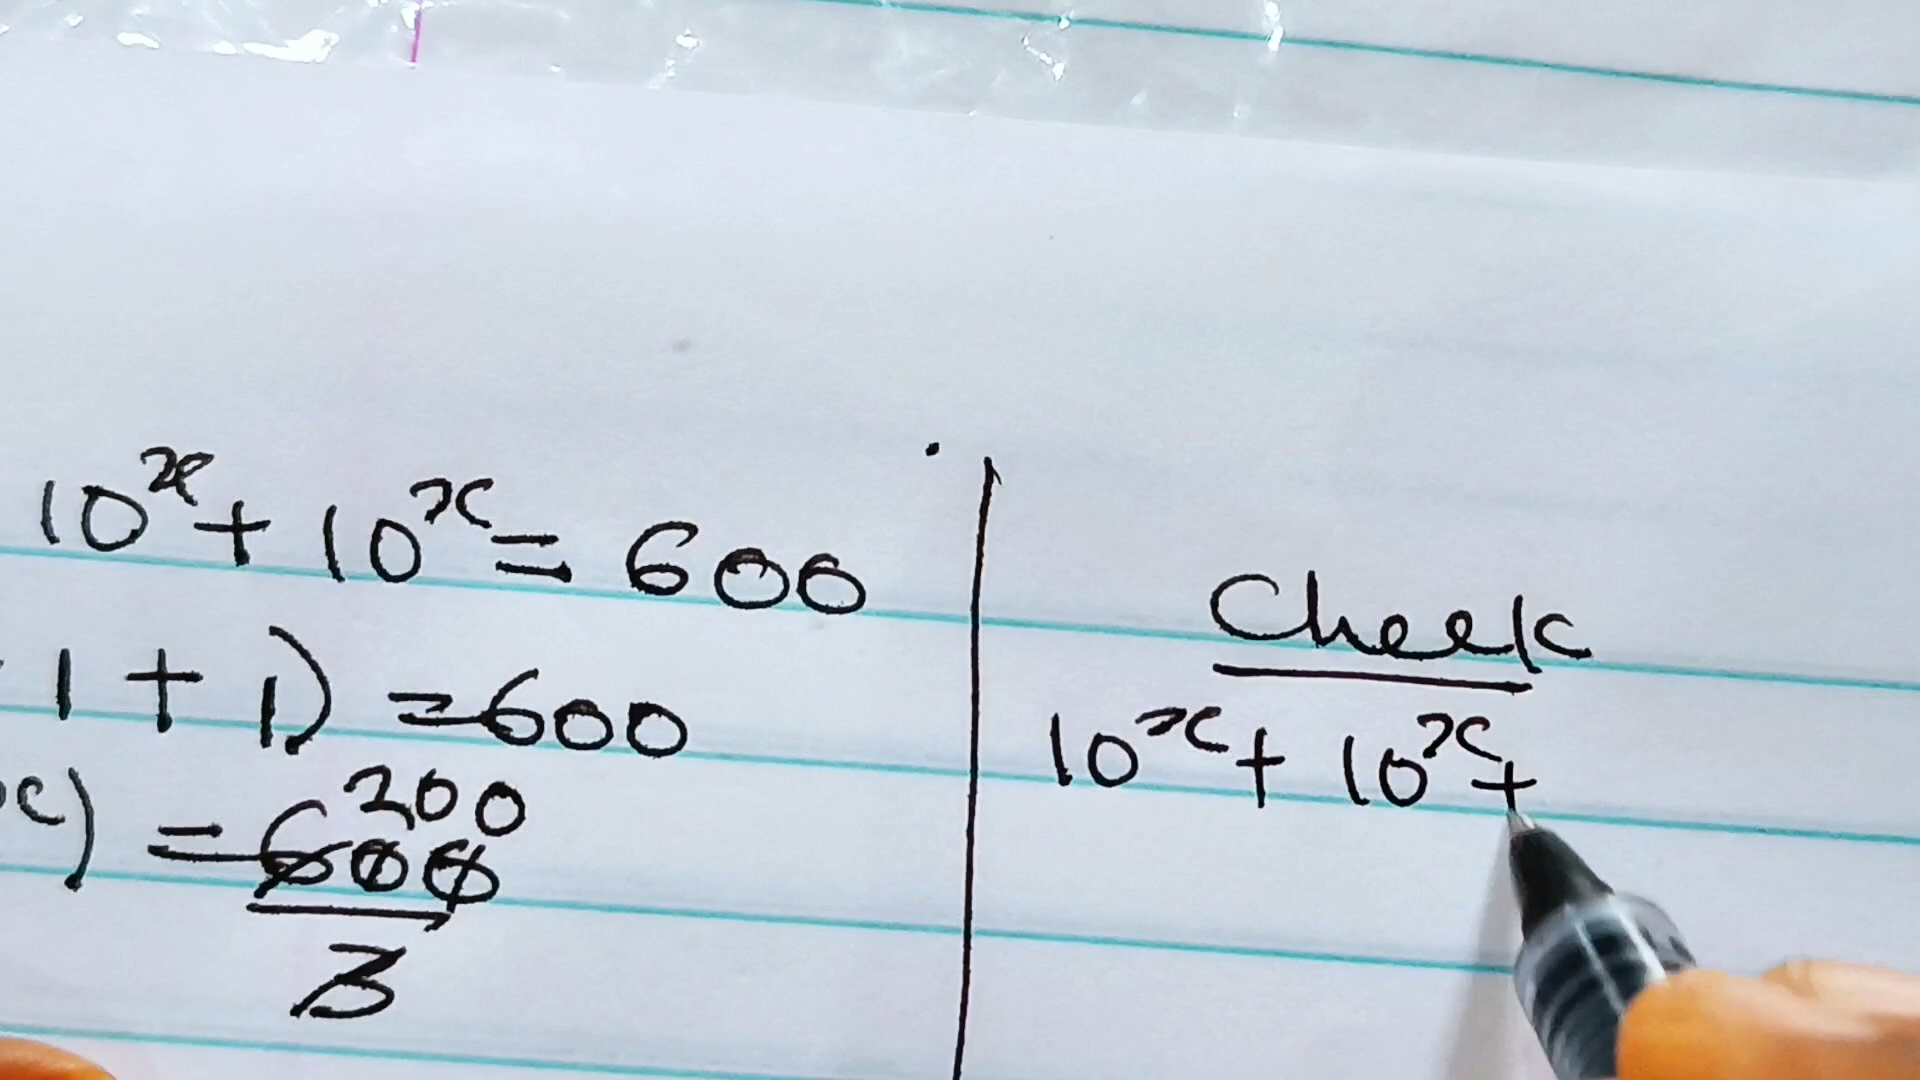 10^x + 10^x = 600
1 + 1) = 600
x) = 600 200
3
Check
10^x + 10^x +